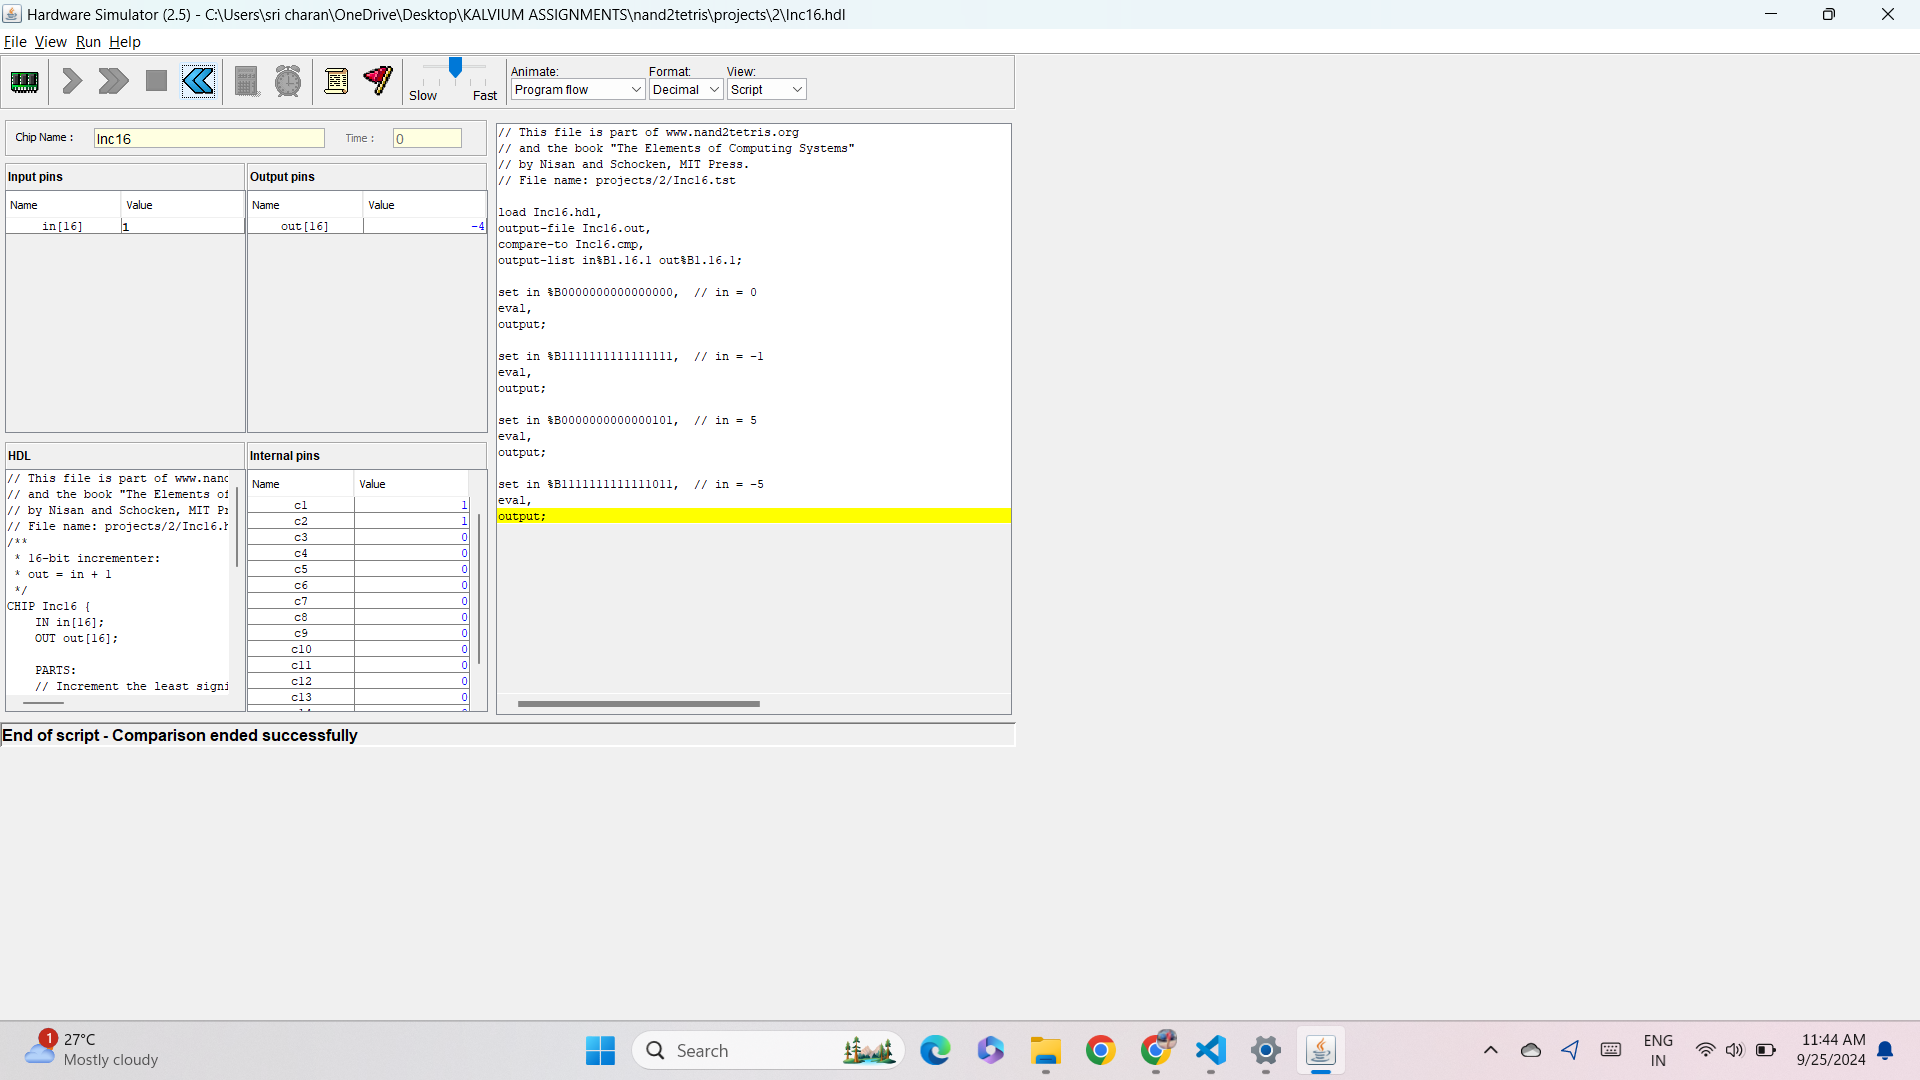 Hardware Simulator (2.5) - C:\Users\sri charan\OneDrive\Desktop\KALVIUM ASSIGNMENTS\nand2tetris\projects\2\Inc16.hdl
File View Run Help
Slow Fast
Animate: Format: View:
Program flow Decimal Script
Chip Name : Inc16 Time : 0
Input pins
Name Value
in[16] 1
Output pins
Name Value
out[16] -4
HDL
// This file is part of www.nand
// and the book "The Elements of
// by Nisan and Schocken, MIT Pr
// File name: projects/2/Inc16.h
/**
* 16-bit incrementer:
* out = in + 1
*/
CHIP Inc16 {
IN in[16];
OUT out[16];
PARTS:
// Increment the least signi
Internal pins
Name Value
c1 1
c2 1
c3 0
c4 0
c5 0
c6 0
c7 0
c8 0
c9 0
c10 0
c11 0
c12 0
c13 0
// This file is part of www.nand2tetris.org
// and the book "The Elements of Computing Systems"
// by Nisan and Schocken, MIT Press.
// File name: projects/2/Inc16.tst
load Inc16.hdl,
output-file Inc16.out,
compare-to Inc16.cmp,
output-list in%B1.16.1 out%B1.16.1;
set in %B0000000000000000, // in = 0
eval,
output;
set in %B1111111111111111, // in = -1
eval,
output;
set in %B0000000000000101, // in = 5
eval,
output;
set in %B1111111111111011, // in = -5
eval,
output;
End of script - Comparison ended successfully
1
27°C
Mostly cloudy
Search
ENG
IN
11:44 AM
9/25/2024